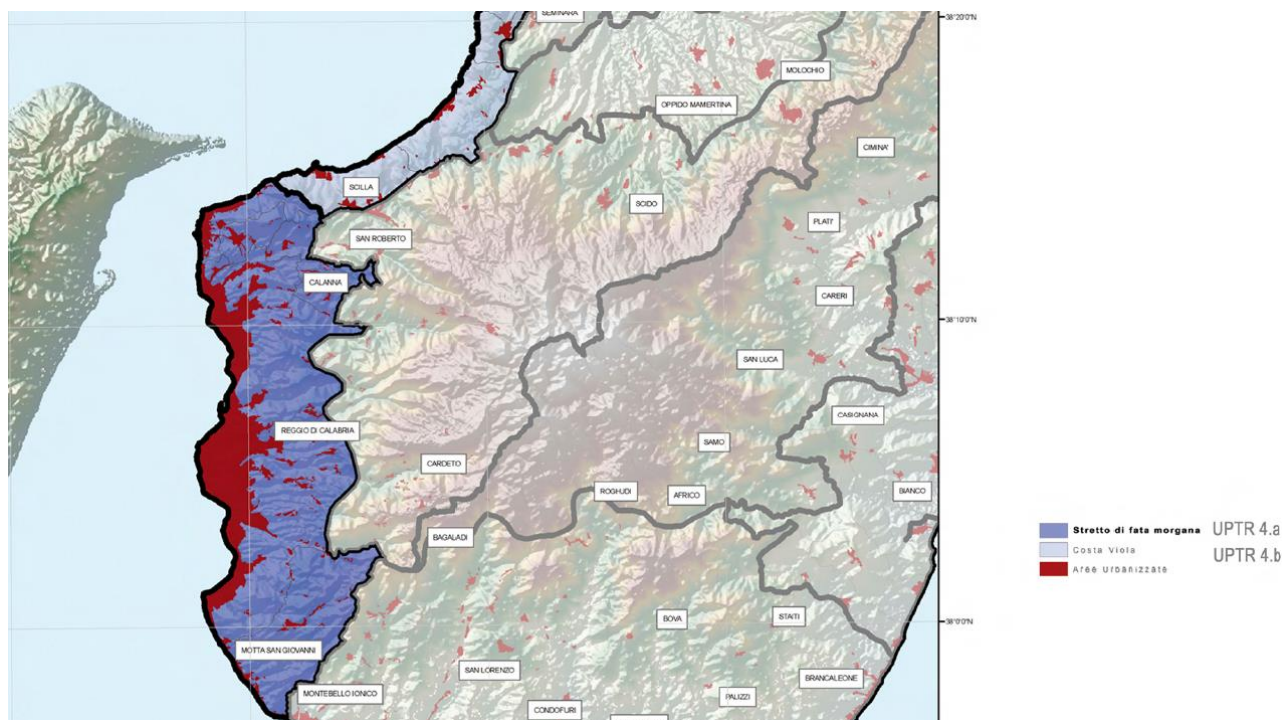 SEMINARA
38°20'0"N
MOLOCHIO
OPPIDO MAMERTINA
CIMINA'
SCILLA
SCIDO
PLATI'
SAN ROBERTO
CALANNA
CARERI
38°10'0"N
SAN LUCA
CASIGNANA
REGGIO DI CALABRIA
SAMO
CARDETO
ROGHUDI
AFRICO
BIANCO
BAGALADI
Stretto di fata morgana UPTR 4.a
Costa Viola UPTR 4.b
Aree Urbanizzate
BOVA
STAITI
38°0'0"N
MOTTA SAN GIOVANNI
SAN LORENZO
BRANCALEONE
MONTEBELLO IONICO
PALIZZI
CONDOFURI